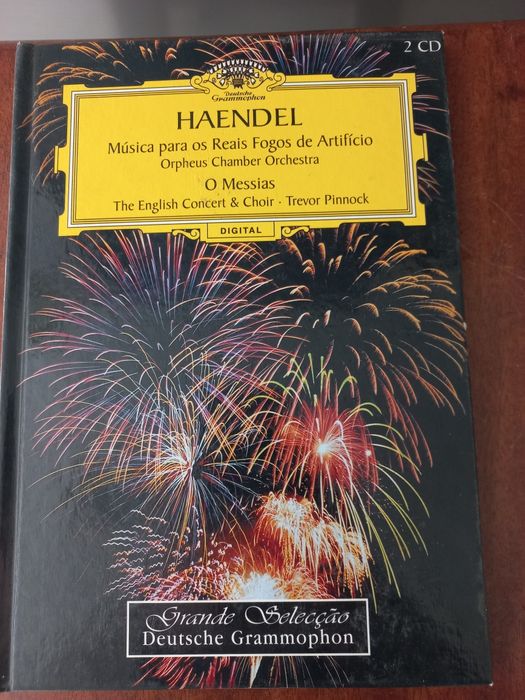 2 CD
Deutsche
Grammophon
HAENDEL
Música para os Reais Fogos de Artifício
Orpheus Chamber Orchestra
O Messias
The English Concert & Choir · Trevor Pinnock
DIGITAL
Grande Selecção
Deutsche Grammophon